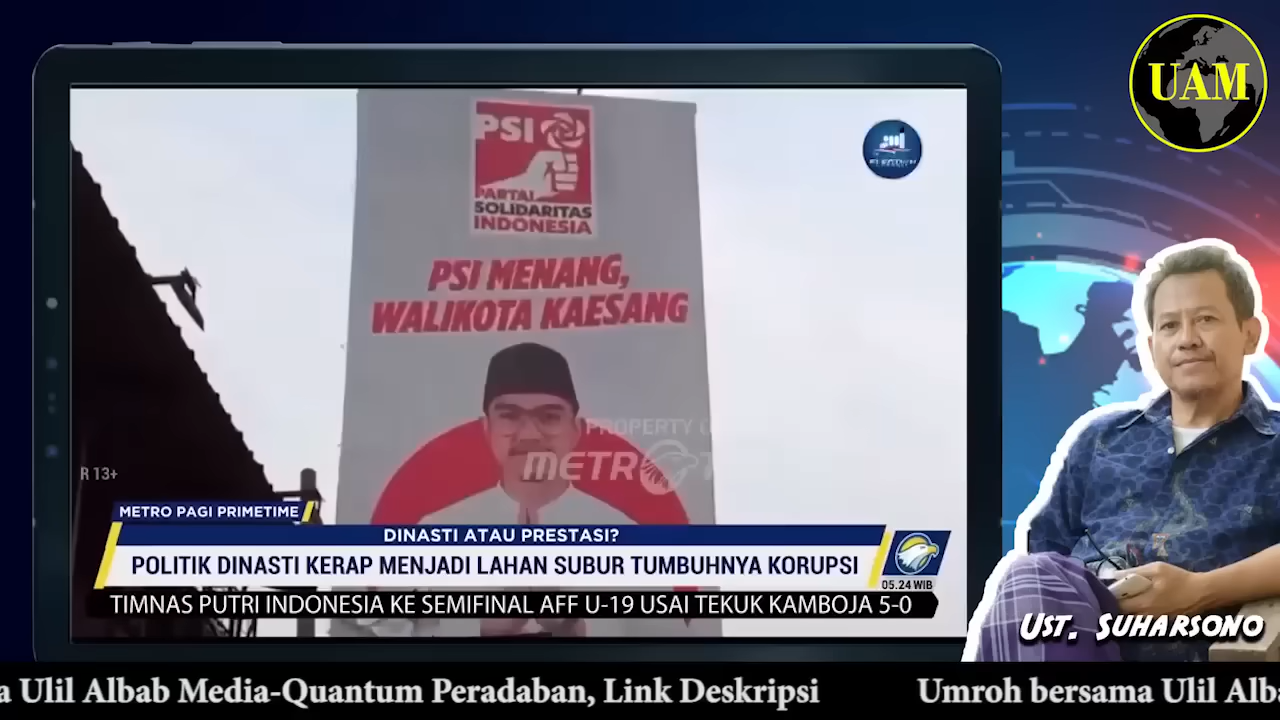 UAM
PSI
PARTAI
SOLIDARITAS
INDONESIA
PSI MENANG,
WALIKOTA KAESANG
PROPERTY O
METR T
R 13+
METRO PAGI PRIMETIME
DINASTI ATAU PRESTASI?
POLITIK DINASTI KERAP MENJADI LAHAN SUBUR TUMBUHNYA KORUPSI
05.24 WIB
TIMNAS PUTRI INDONESIA KE SEMIFINAL AFF U-19 USAI TEKUK KAMBOJA 5-0
UST. SUHARSONO
a Ulil Albab Media-Quantum Peradaban, Link Deskripsi
Umroh bersama Ulil Alba